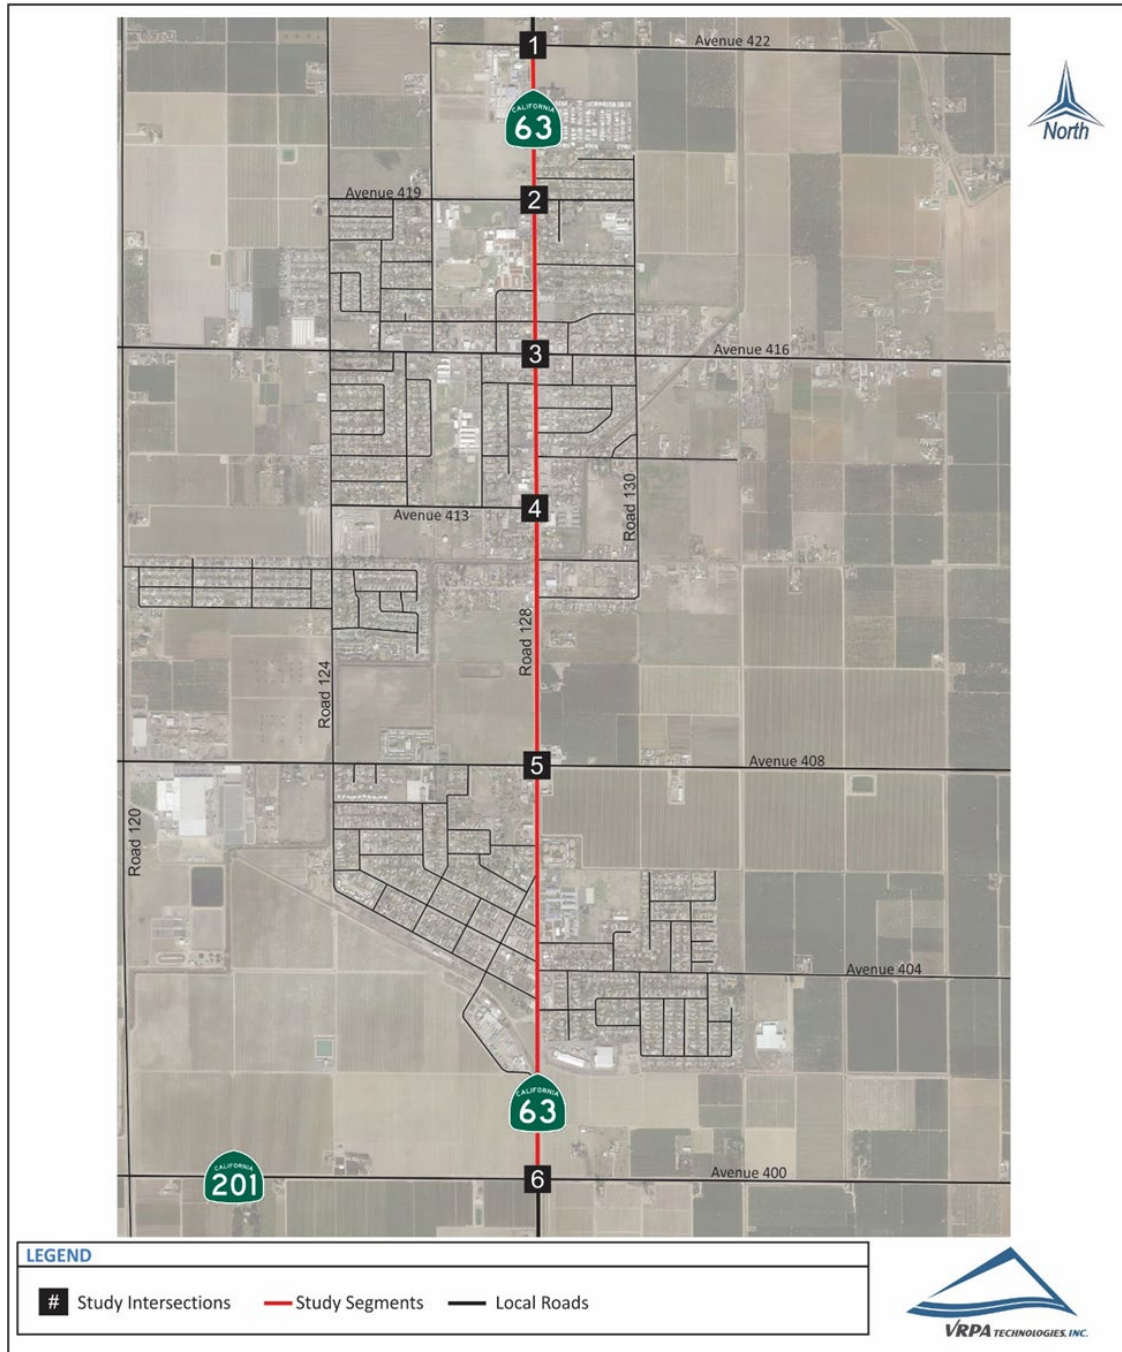 1
Avenue 422
CALIFORNIA
63
North
Avenue 419
2
3
Avenue 416
Avenue 413
4
Road 130
Road 128
Road 124
5
Avenue 408
Road 120
Avenue 404
CALIFORNIA
63
CALIFORNIA
201
6
Avenue 400
LEGEND
# Study Intersections Study Segments Local Roads
VRPA TECHNOLOGIES, INC.